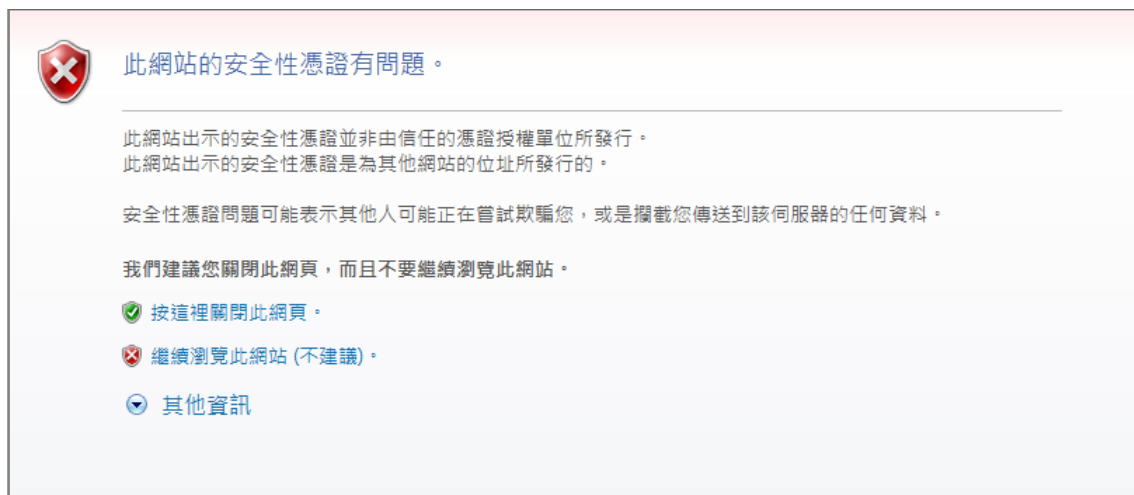 此網站的安全性憑證有問題。
此網站出示的安全性憑證並非由信任的憑證授權單位所發行。
此網站出示的安全性憑證是為其他網站的位址所發行的。
安全性憑證問題可能表示其他人可能正在嘗試欺騙您，或是攔截您傳送到該伺服器的任何資料。
我們建議您關閉此網頁，而且不要繼續瀏覽此網站。
按這裡關閉此網頁。
繼續瀏覽此網站 (不建議)。
其他資訊